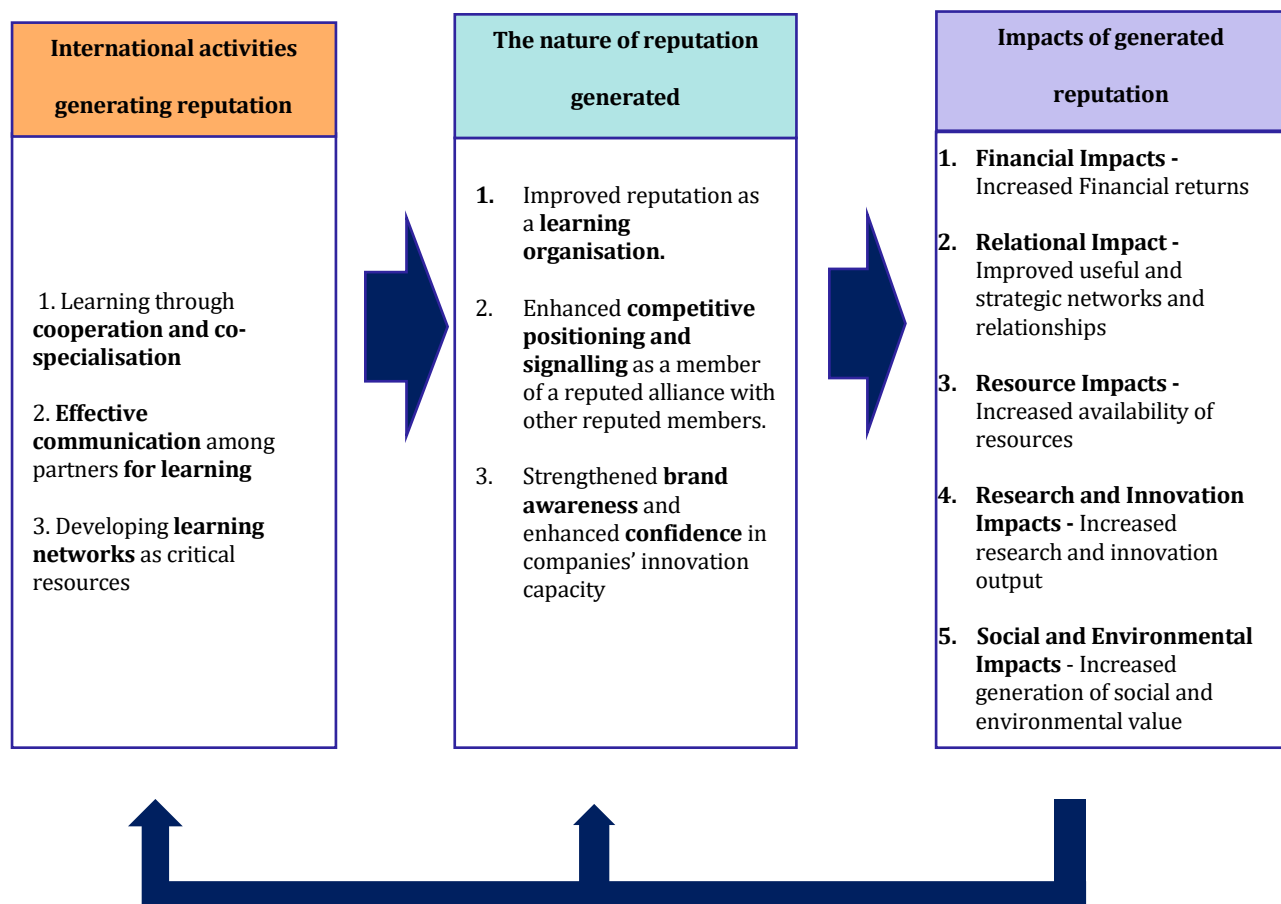 International activities
generating reputation
1. Learning through
cooperation and co-
specialisation
2. Effective
communication among
partners for learning
3. Developing learning
networks as critical
resources
The nature of reputation
generated
1. Improved reputation as
a learning
organisation.
2. Enhanced competitive
positioning and
signalling as a member
of a reputed alliance with
other reputed members.
3. Strengthened brand
awareness and
enhanced confidence in
companies’ innovation
capacity
Impacts of generated
reputation
1. Financial Impacts -
Increased Financial returns
2. Relational Impact -
Improved useful and
strategic networks and
relationships
3. Resource Impacts -
Increased availability of
resources
4. Research and Innovation
Impacts - Increased
research and innovation
output
5. Social and Environmental
Impacts - Increased
generation of social and
environmental value